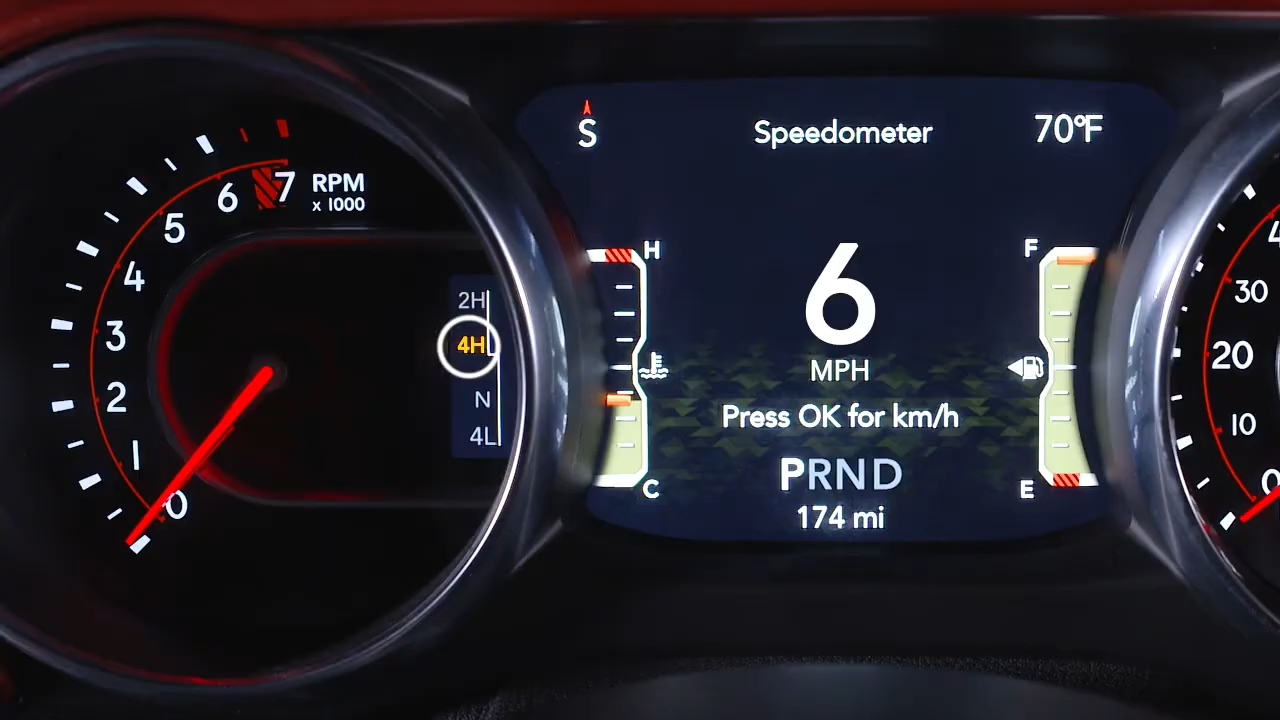 S
Speedometer
70°F
7
6
RPM
x 1000
5
4
3
2
1
0
2H
4H
N
4L
H
C
6
MPH
Press OK for km/h
PRND
174 mi
F
E
30
20
10
0